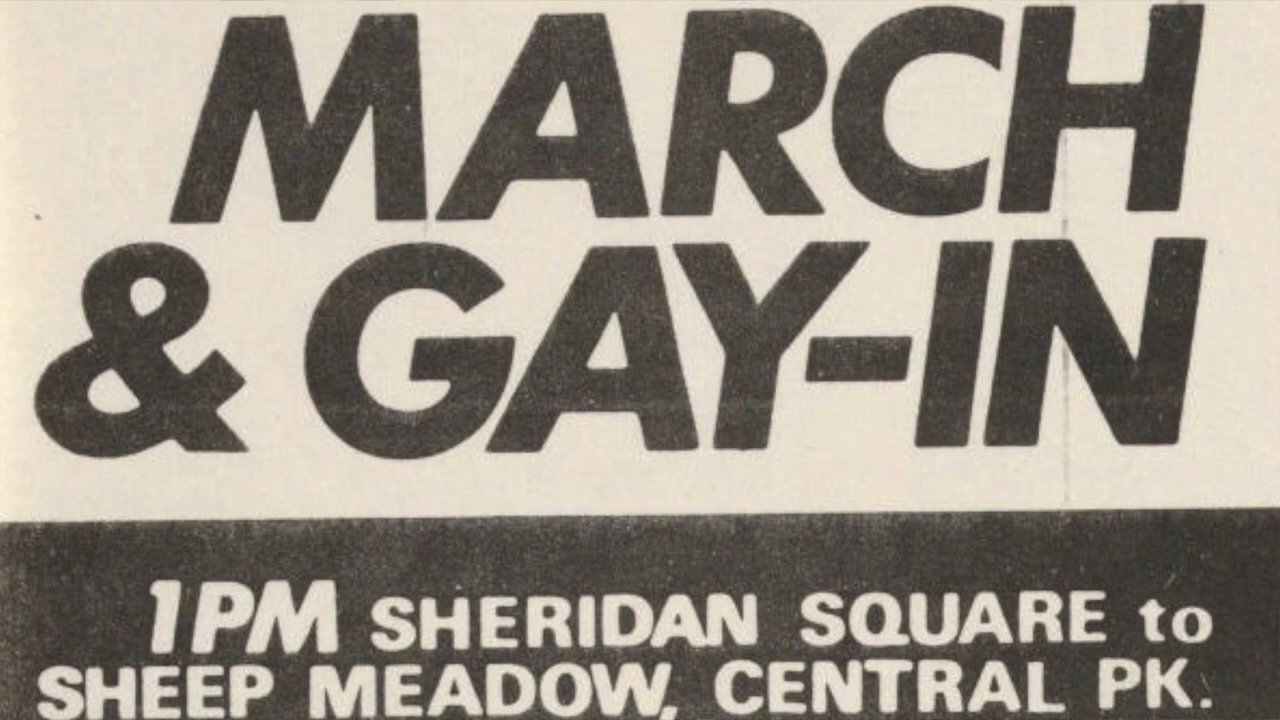 MARCH
& GAY-IN
1PM SHERIDAN SQUARE to
SHEEP MEADOW, CENTRAL PK.